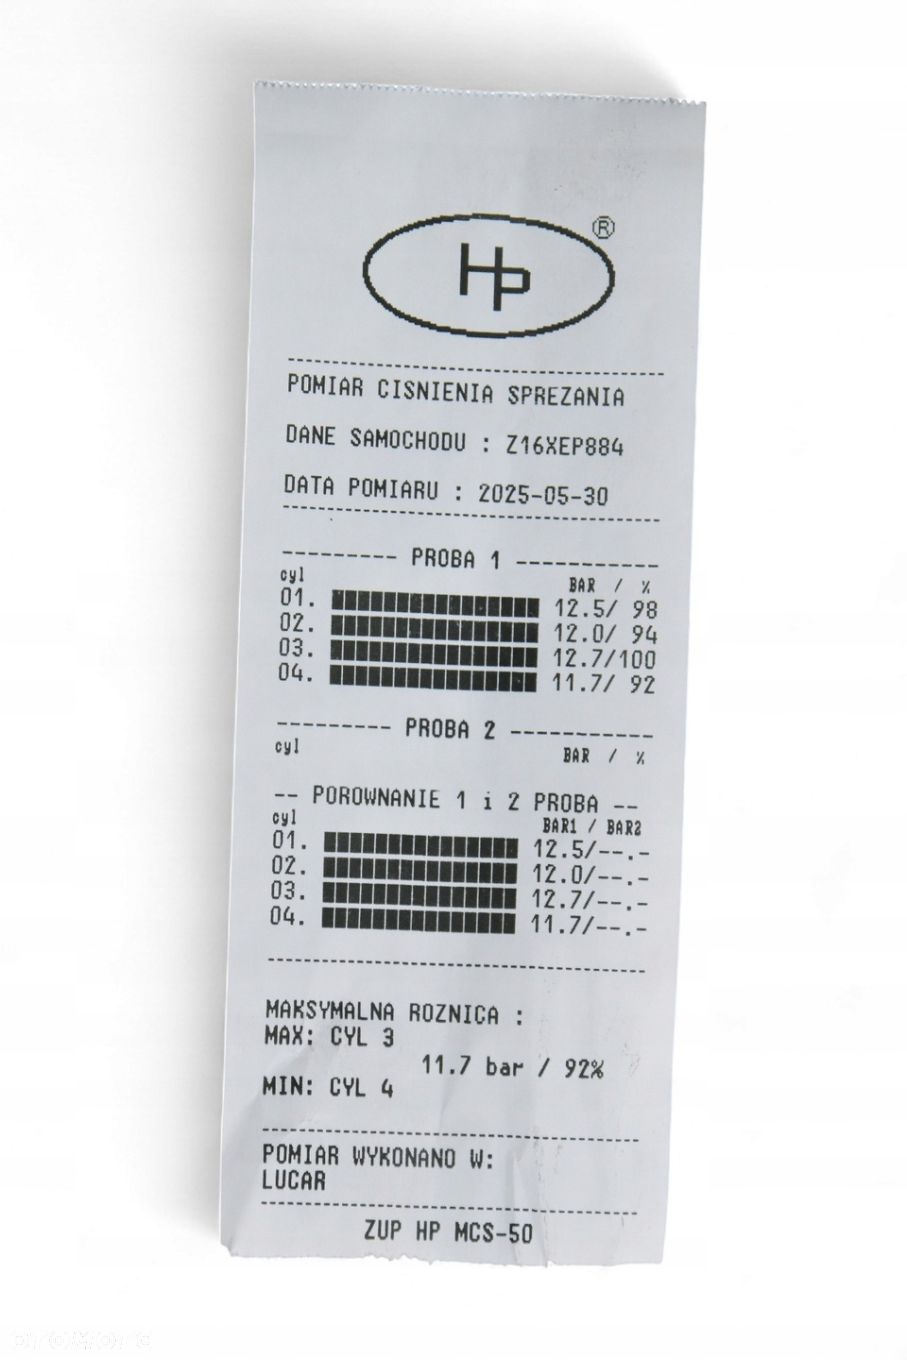 HP ®
POMIAR CISNIENIA SPREZANIA
DANE SAMOCHODU : Z16XEP884
DATA POMIARU : 2025-05-30
--------- PROBA 1 -----------
cyl BAR / %
01. 12.5/ 98
02. 12.0/ 94
03. 12.7/100
04. 11.7/ 92
--------- PROBA 2 -----------
cyl BAR / %
-- POROWNANIE 1 i 2 PROBA --
cyl BAR1 / BAR2
01. 12.5/--.-
02. 12.0/--.-
03. 12.7/--.-
04. 11.7/--.-
MAKSYMALNA ROZNICA :
MAX: CYL 3
11.7 bar / 92%
MIN: CYL 4
POMIAR WYKONANO W:
LUCAR
ZUP HP MCS-50